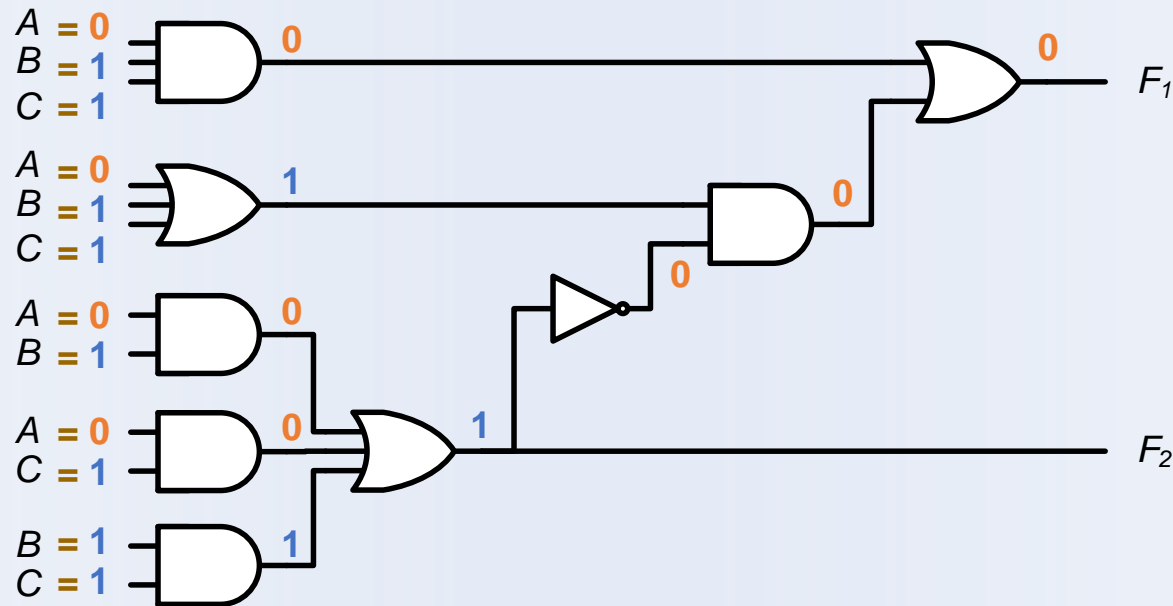 A = 0
B = 1
C = 1
0
0
F₁
A = 0
B = 1
C = 1
1
0
0
A = 0
B = 1
0
A = 0
C = 1
0
1
F₂
B = 1
C = 1
1